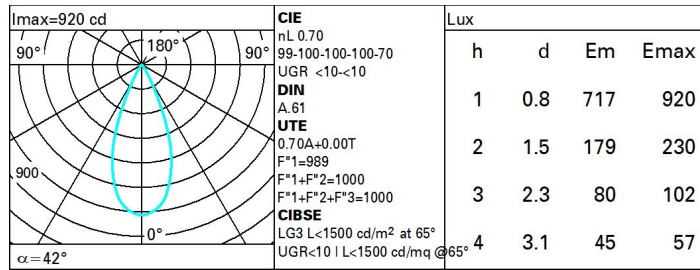 Imax=920 cd
90° 180° 90°
900
0°
α=42°
CIE
nL 0.70
99-100-100-100-70
UGR <10-<10
DIN
A.61
UTE
0.70A+0.00T
F"1=989
F"1+F"2=1000
F"1+F"2+F"3=1000
CIBSE
LG3 L<1500 cd/m² at 65°
UGR<10 | L<1500 cd/mq @65°
Lux
h d Em Emax
1 0.8 717 920
2 1.5 179 230
3 2.3 80 102
4 3.1 45 57